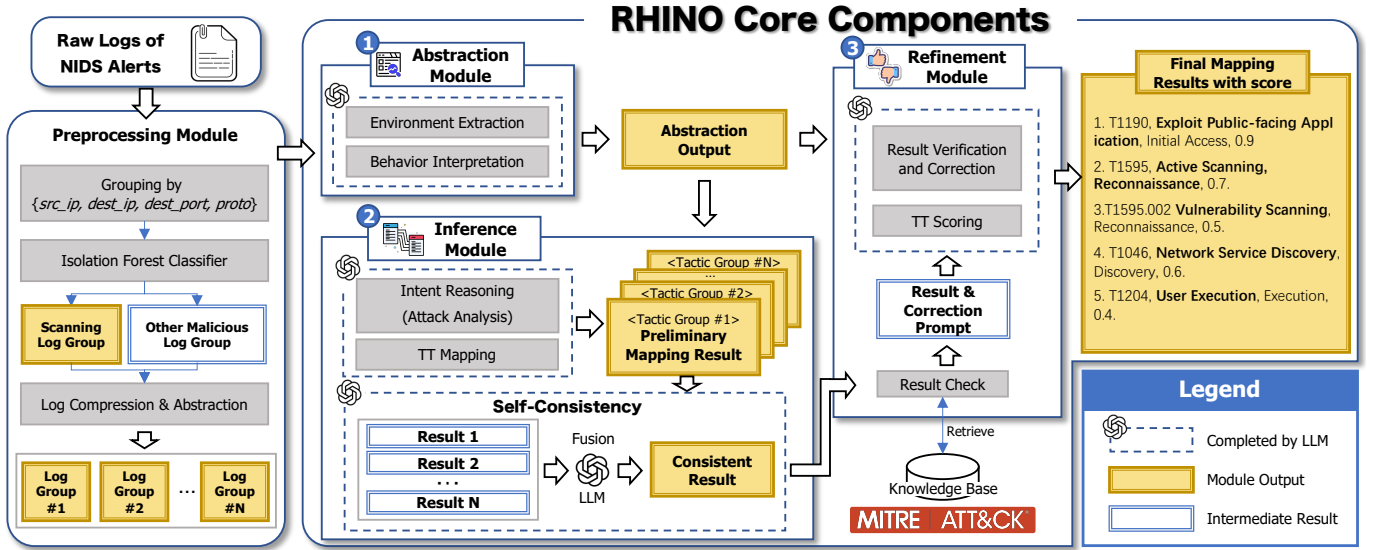 RHINO Core Components
Raw Logs of
NIDS Alerts
Preprocessing Module
Grouping by
{src_ip, dest_ip, dest_port, proto}
Isolation Forest Classifier
Scanning
Log Group
Other Malicious
Log Group
Log Compression & Abstraction
Log
Group
#1
Log
Group
#2
...
Log
Group
#N
1
Abstraction
Module
Environment Extraction
Behavior Interpretation
Abstraction
Output
2
Inference
Module
Intent Reasoning
(Attack Analysis)
TT Mapping
<Tactic Group #N>
...
<Tactic Group #2>
<Tactic Group #1>
Preliminary
Mapping Result
Self-Consistency
Result 1
Result 2
...
Result N
Fusion
LLM
Consistent
Result
3
Refinement
Module
Result Verification
and Correction
TT Scoring
Result &
Correction
Prompt
Result Check
Retrieve
Knowledge Base
MITRE | ATT&CK
Final Mapping
Results with score
1. T1190, Exploit Public-facing Appl
ication, Initial Access, 0.9
2. T1595, Active Scanning,
Reconnaissance, 0.7.
3.T1595.002 Vulnerability Scanning,
Reconnaissance, 0.5.
4. T1046, Network Service Discovery,
Discovery, 0.6.
5. T1204, User Execution, Execution,
0.4.
Legend
Completed by LLM
Module Output
Intermediate Result